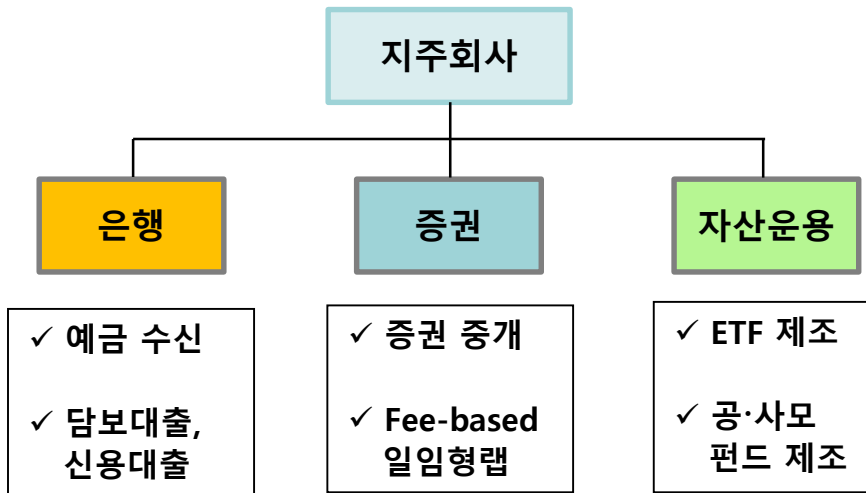 지주회사
은행
증권
자산운용
✓ 예금 수신
✓ 담보대출,
신용대출
✓ 증권 중개
✓ Fee-based
일임형랩
✓ ETF 제조
✓ 공·사모
펀드 제조